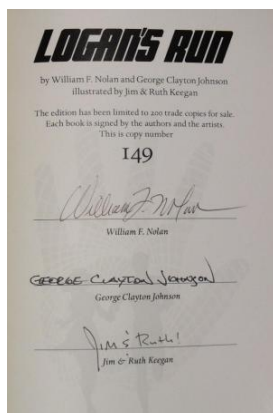 LOGAN'S RUN
by William F. Nolan and George Clayton Johnson
illustrated by Jim & Ruth Keegan
The edition has been limited to 200 trade copies for sale.
Each book is signed by the authors and the artists.
This is copy number
149
William F. Nolan
William F. Nolan
GEORGE CLAYTON JOHNSON
George Clayton Johnson
Jim & Ruth!
Jim & Ruth Keegan